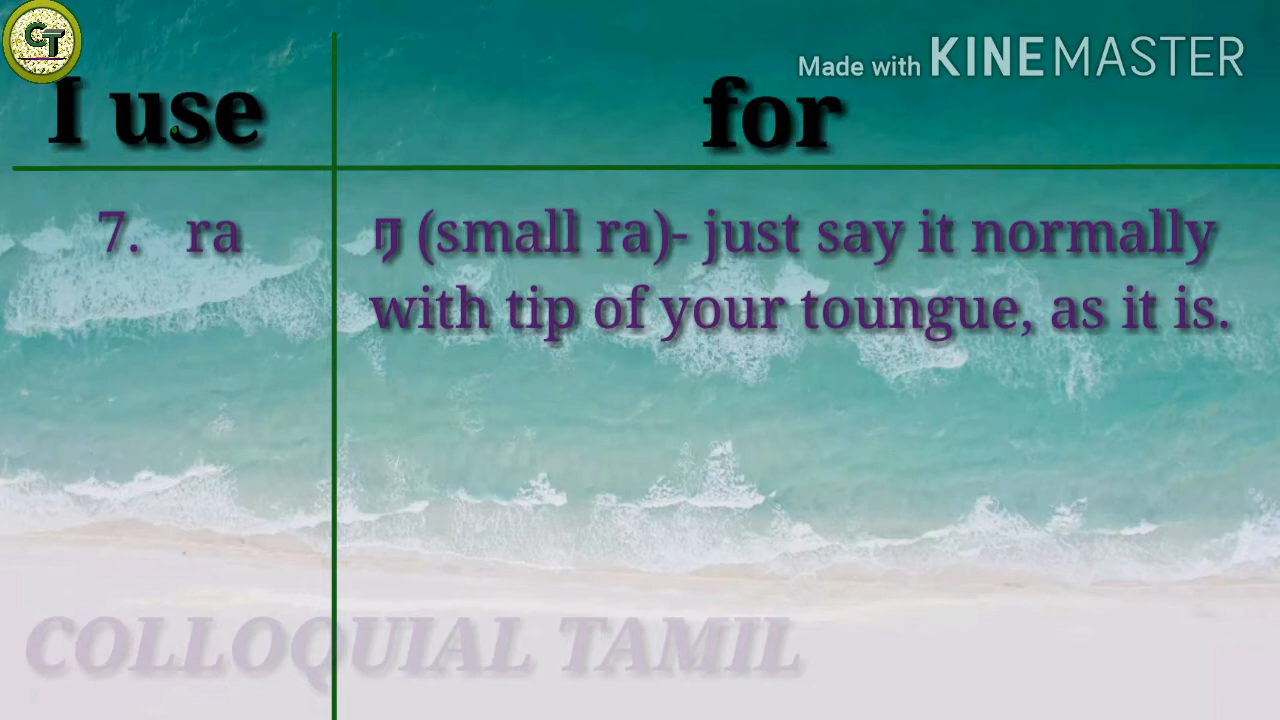 CT
Made with KINEMASTER
I use for
7. ra ர (small ra)- just say it normally
with tip of your toungue, as it is.
COLLOQUIAL TAMIL